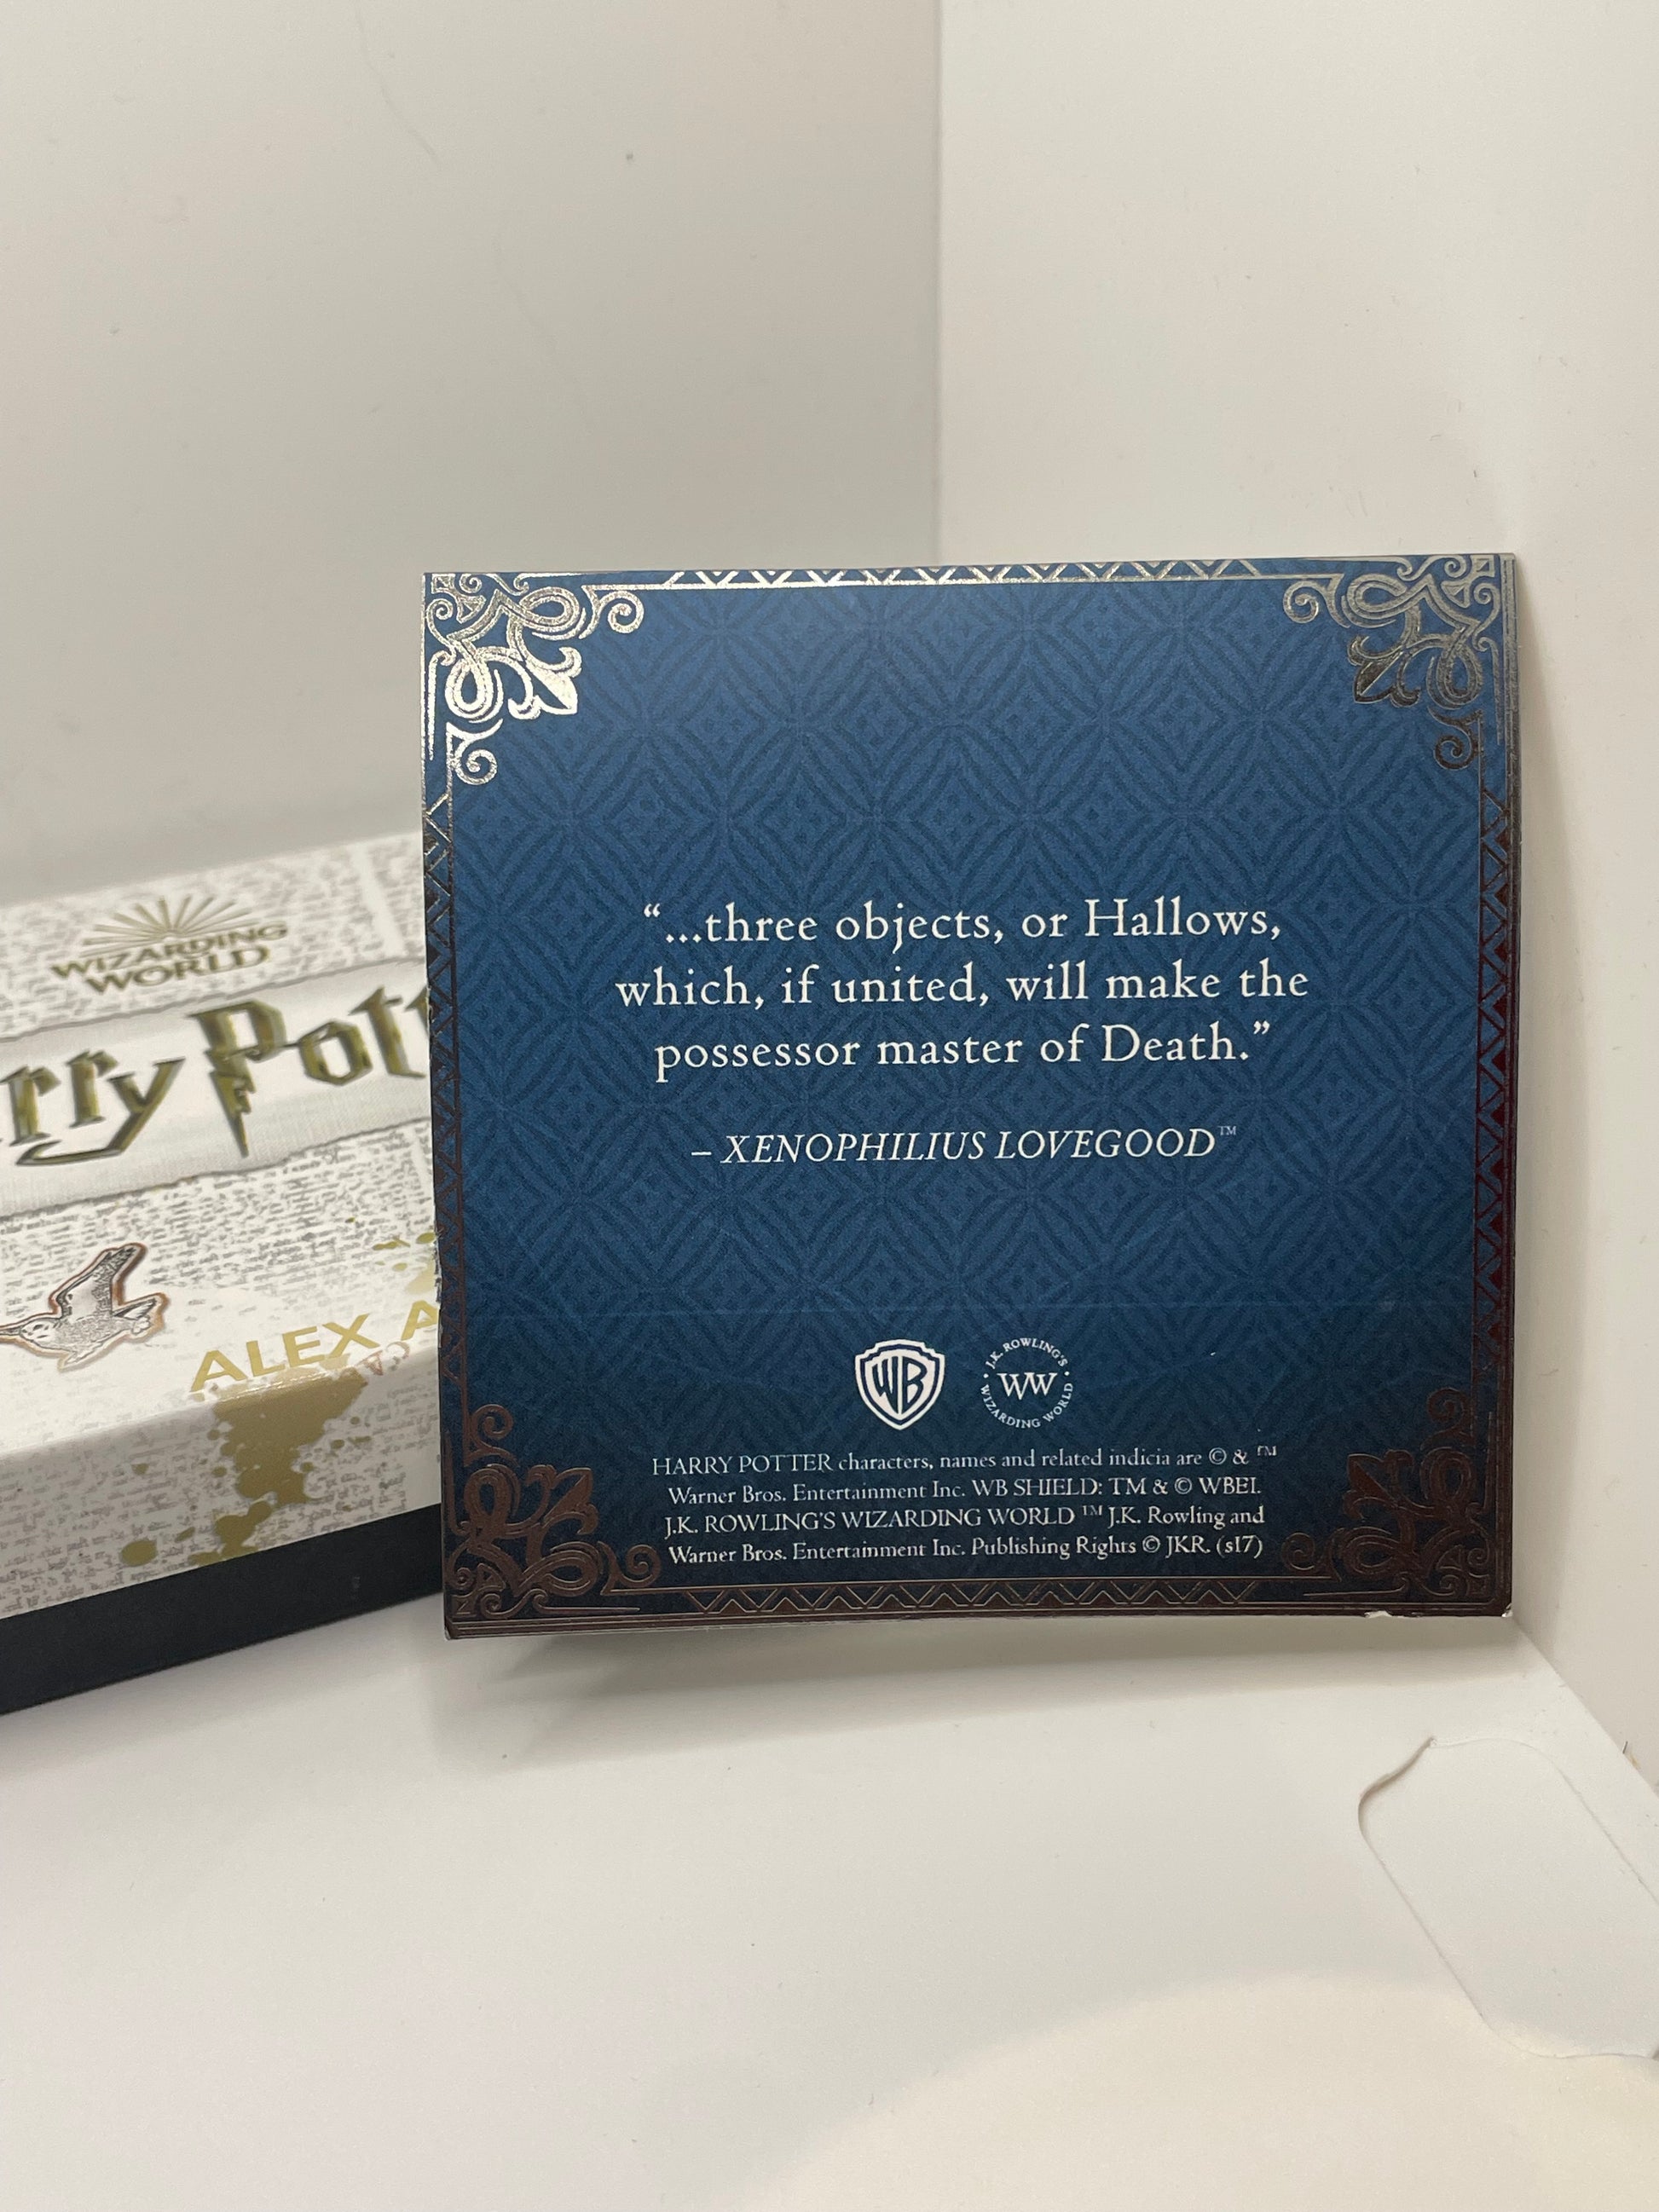 WIZARDING
WORLD
rry Pott
ALEX A
“...three objects, or Hallows,
which, if united, will make the
possessor master of Death.”
– XENOPHILIUS LOVEGOOD™
WB
J.K. ROWLING'S
WW
WIZARDING WORLD
HARRY POTTER characters, names and related indicia are © & ™
Warner Bros. Entertainment Inc. WB SHIELD: TM & © WBEI.
J.K. ROWLING'S WIZARDING WORLD ™ J.K. Rowling and
Warner Bros. Entertainment Inc. Publishing Rights © JKR. (s17)